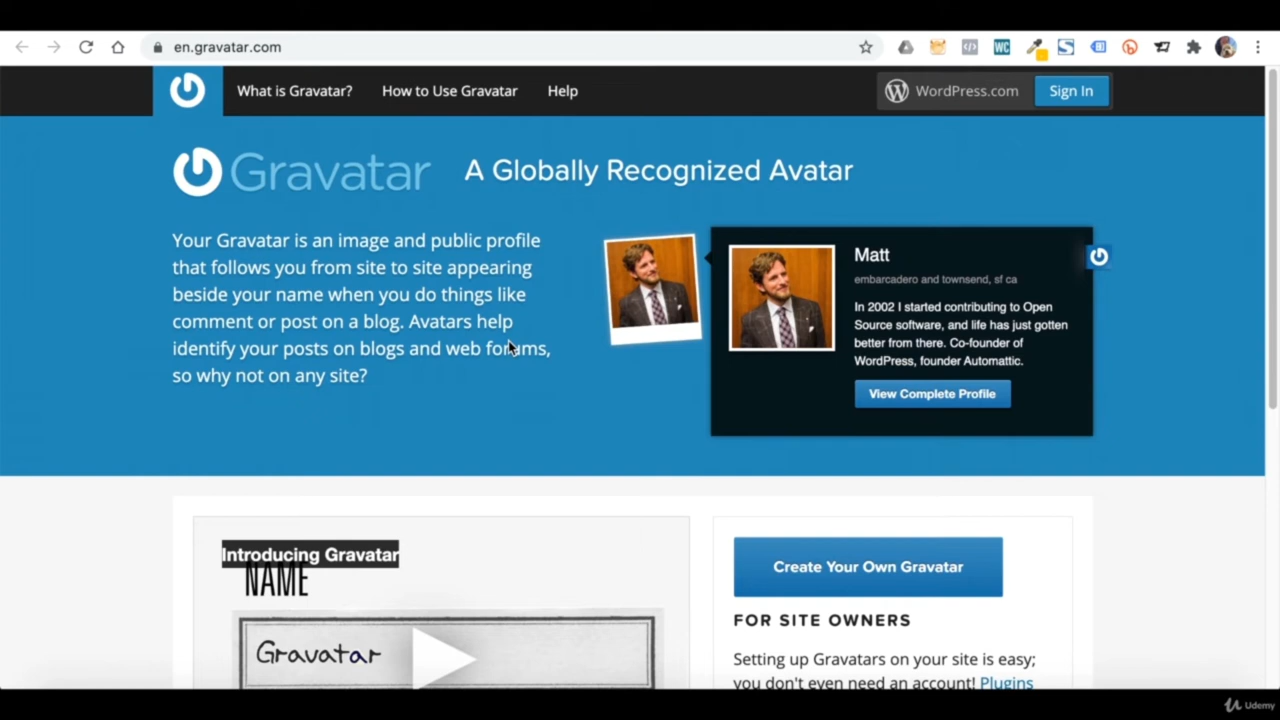 en.gravatar.com
What is Gravatar?
How to Use Gravatar
Help
WordPress.com
Sign In
Gravatar
A Globally Recognized Avatar
Your Gravatar is an image and public profile
that follows you from site to site appearing
beside your name when you do things like
comment or post on a blog. Avatars help
identify your posts on blogs and web forums,
so why not on any site?
Matt
embarcadero and townsend, sf ca
In 2002 I started contributing to Open
Source software, and life has just gotten
better from there. Co-founder of
WordPress, founder Automattic.
View Complete Profile
Introducing Gravatar
NAME
Gravatar
Create Your Own Gravatar
FOR SITE OWNERS
Setting up Gravatars on your site is easy;
you don't even need an account! Plugins
WC
Udemy